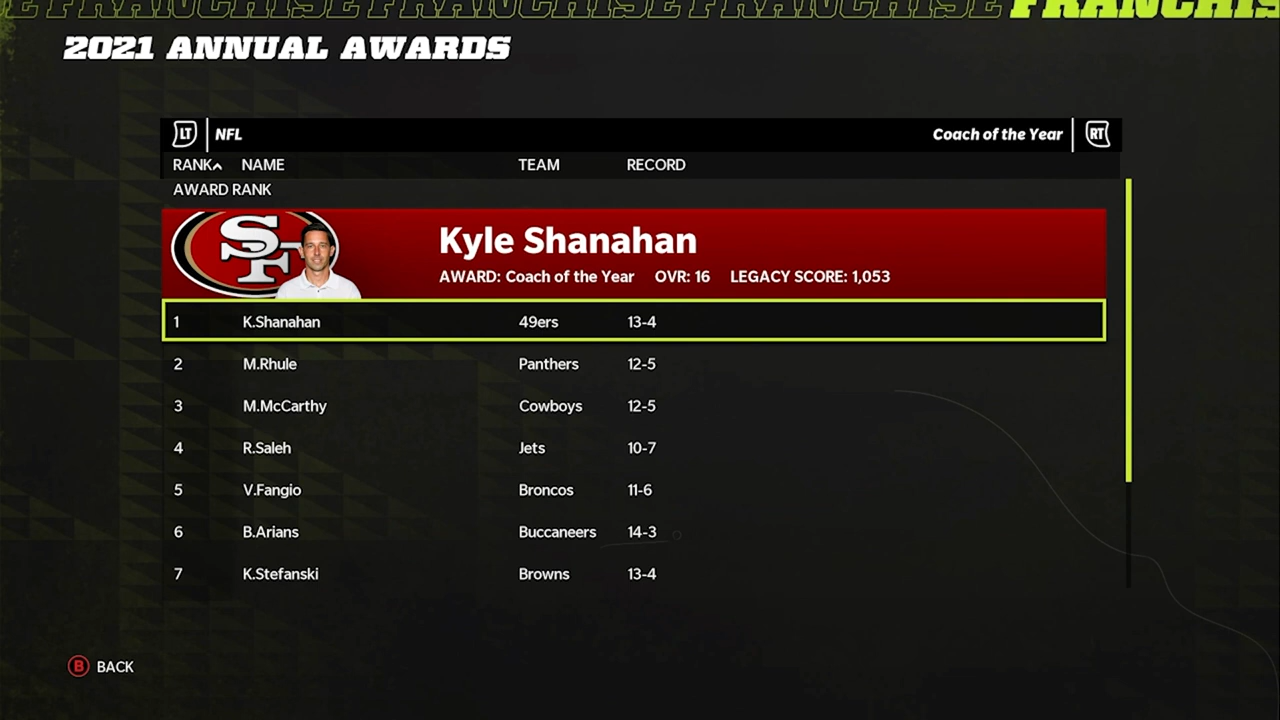 EFRANCHISEFRANCHISEFRANCHISEFRANCHIS
2021 ANNUAL AWARDS
LT NFL Coach of the Year RT
RANK NAME TEAM RECORD
AWARD RANK
SF
Kyle Shanahan
AWARD: Coach of the Year OVR: 16 LEGACY SCORE: 1,053
1 K.Shanahan 49ers 13-4
2 M.Rhule Panthers 12-5
3 M.McCarthy Cowboys 12-5
4 R.Saleh Jets 10-7
5 V.Fangio Broncos 11-6
6 B.Arians Buccaneers 14-3
7 K.Stefanski Browns 13-4
B BACK